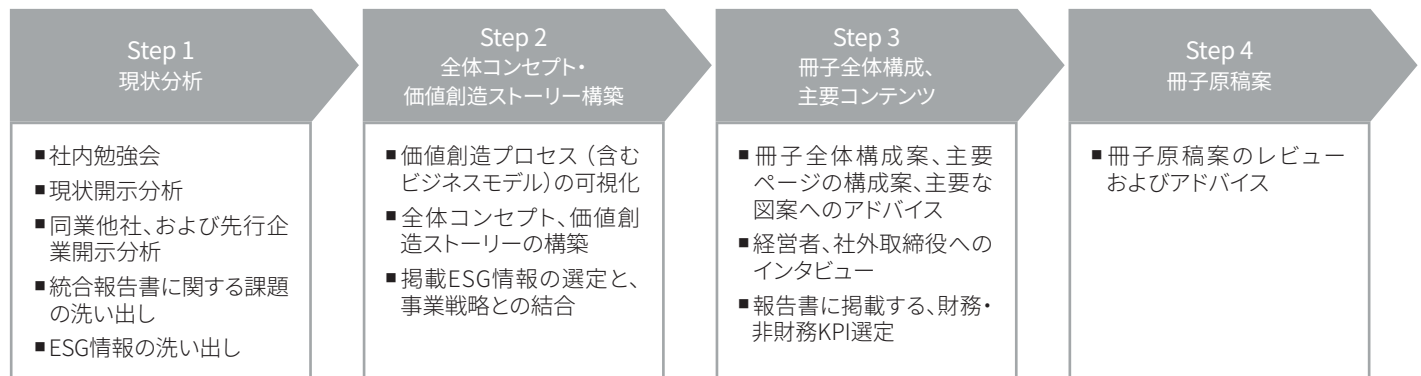 Step 1
現状分析
■社内勉強会
■現状開示分析
■同業他社、および先行企
業開示分析
■統合報告書に関する課題
の洗い出し
■ESG情報の洗い出し
Step 2
全体コンセプト・
価値創造ストーリー構築
■価値創造プロセス（含む
ビジネスモデル）の可視化
■全体コンセプト、価値創
造ストーリーの構築
■掲載ESG情報の選定と、
事業戦略との結合
Step 3
冊子全体構成、
主要コンテンツ
■冊子全体構成案、主要
ページの構成案、主要な
図案へのアドバイス
■経営者、社外取締役への
インタビュー
■報告書に掲載する、財務・
非財務KPI選定
Step 4
冊子原稿案
■冊子原稿案のレビュー
およびアドバイス